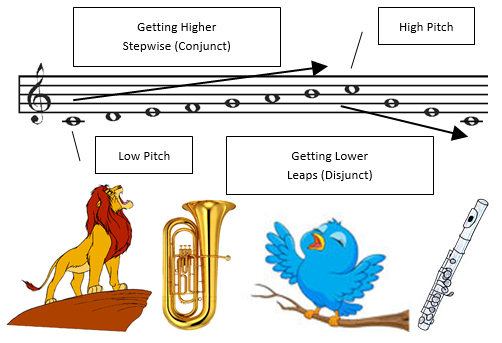 Getting Higher
Stepwise (Conjunct)
High Pitch
Low Pitch
Getting Lower
Leaps (Disjunct)